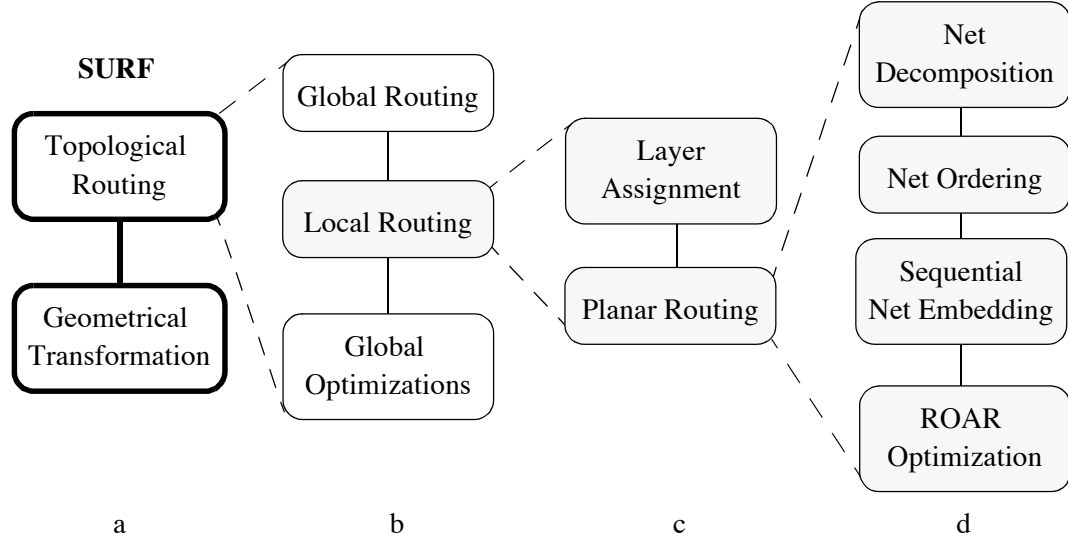 SURF
Topological
Routing
Geometrical
Transformation
a
Global Routing
Local Routing
Global
Optimizations
b
Layer
Assignment
Planar Routing
c
Net
Decomposition
Net Ordering
Sequential
Net Embedding
ROAR
Optimization
d